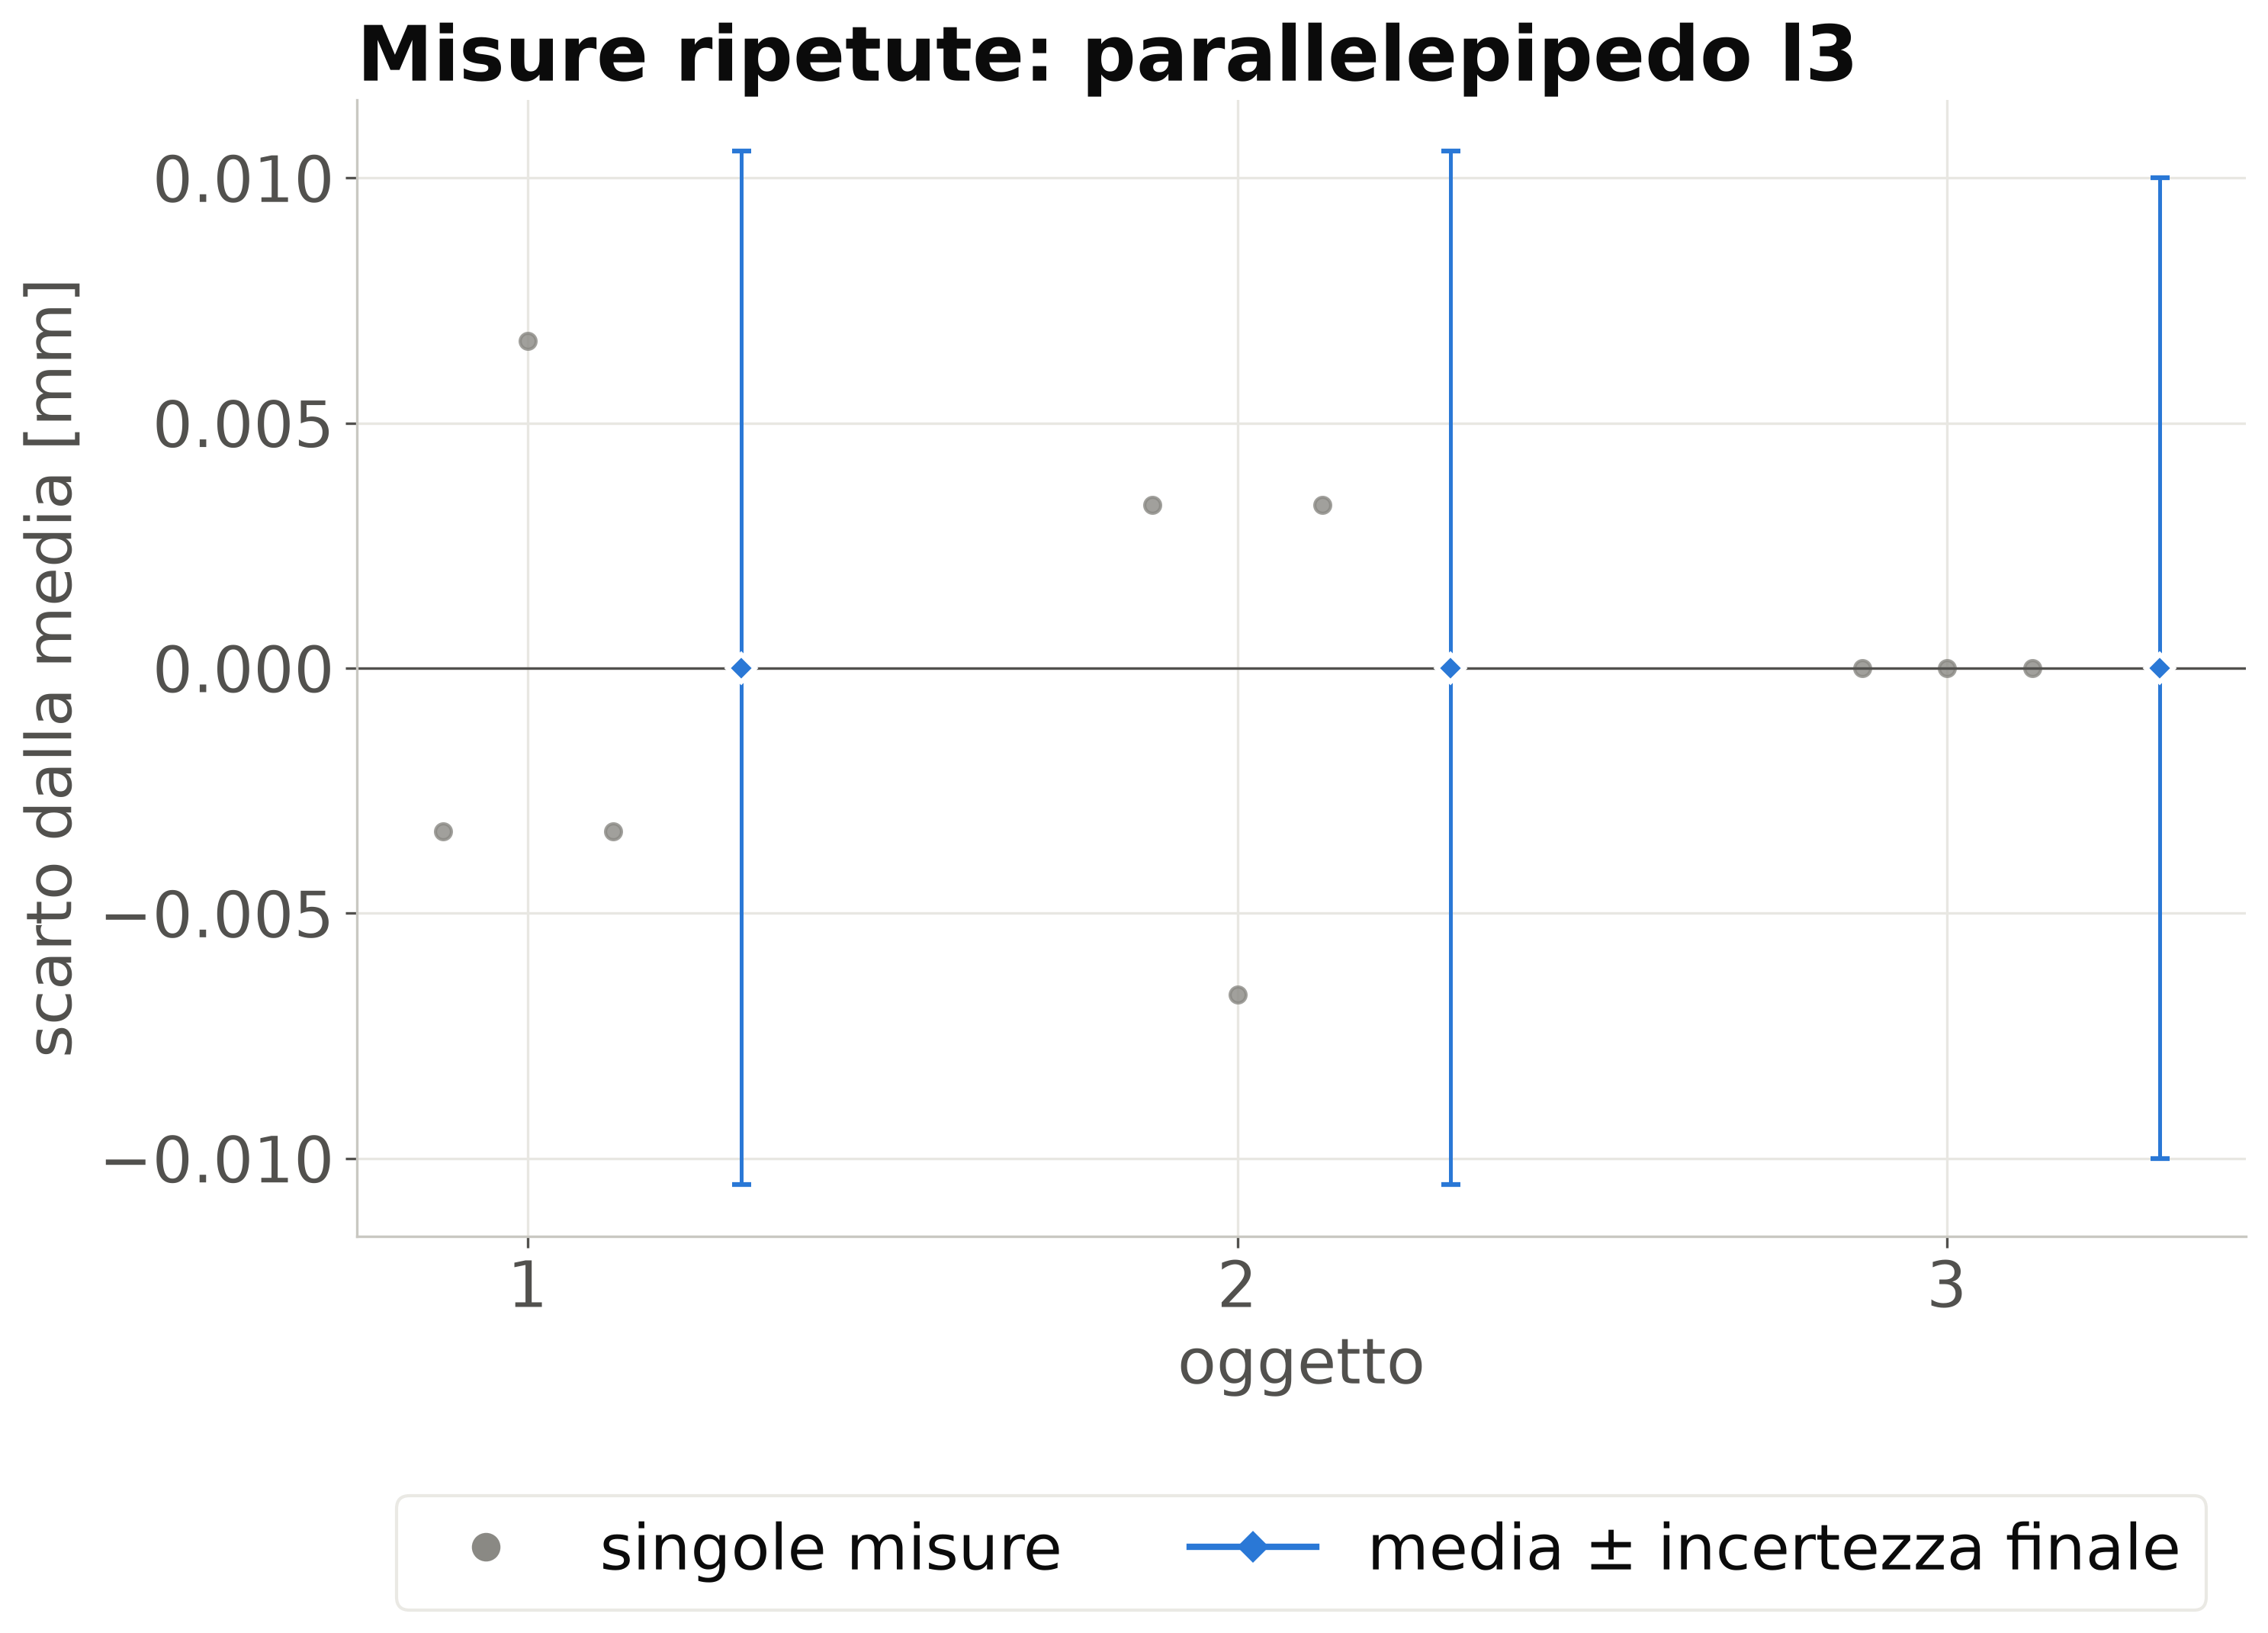 Misure ripetute: parallelepipedo l3
0.010
0.005
0.000
−0.005
−0.010
scarto dalla media [mm]
1 2 3
oggetto
singole misure media ± incertezza finale